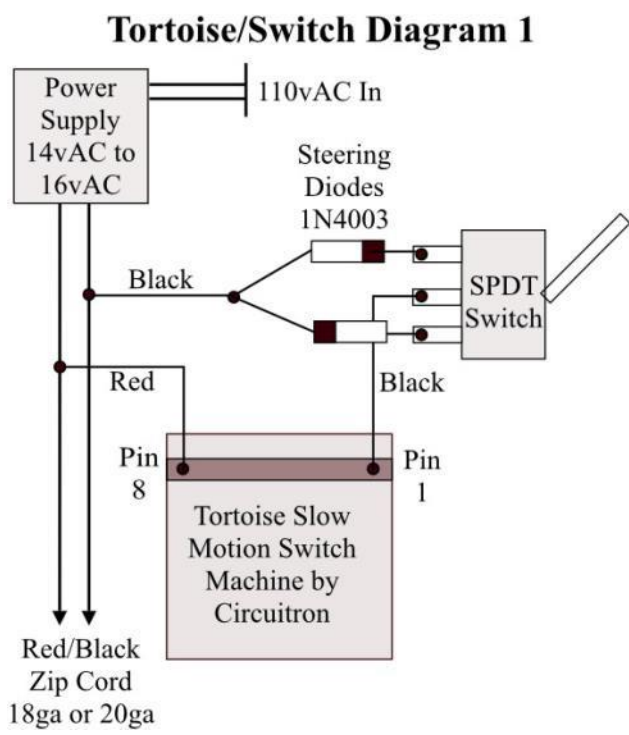 Tortoise/Switch Diagram 1
Power
Supply
14vAC to
16vAC
110vAC In
Steering
Diodes
1N4003
SPDT
Switch
Black
Red
Black
Pin
8
Pin
1
Tortoise Slow
Motion Switch
Machine by
Circuitron
Red/Black
Zip Cord
18ga or 20ga